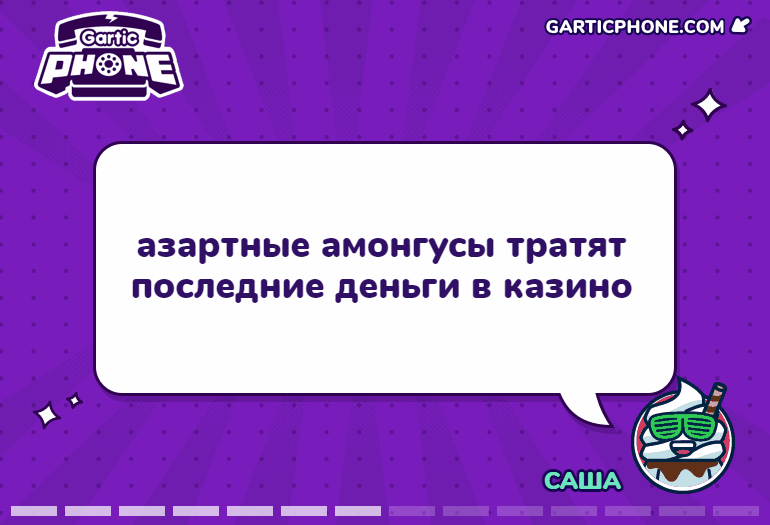 Gartic
PHONE
GARTICPHONE.COM
азартные амонгусы тратят
последние деньги в казино
САША